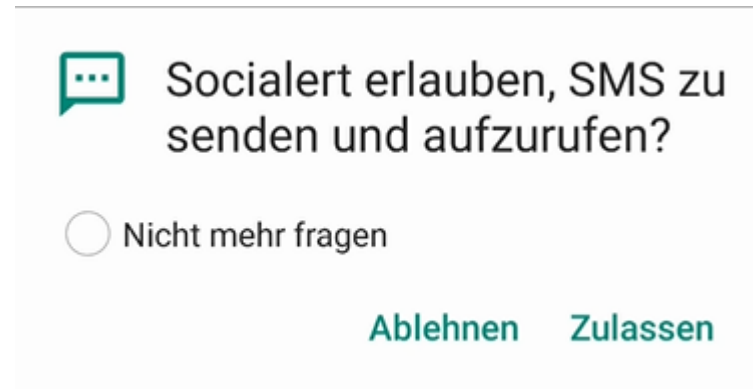 Socialert erlauben, SMS zu
senden und aufzurufen?
Nicht mehr fragen
Ablehnen Zulassen